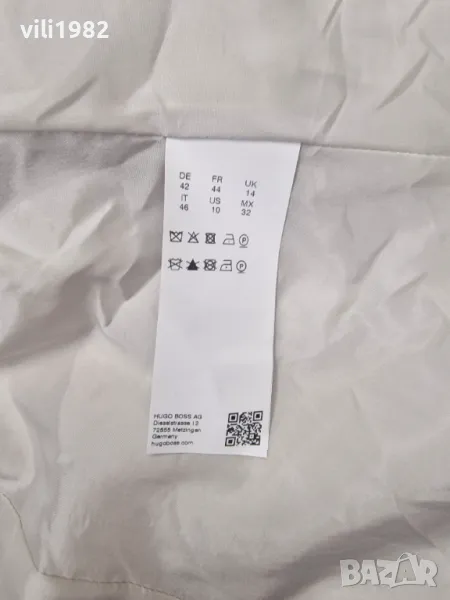 vili1982
DE FR UK
42 44 14
IT US MX
46 10 32
P
P
HUGO BOSS AG
Dieselstrasse 12
72555 Metzingen
Germany
hugoboss.com
BAZAR